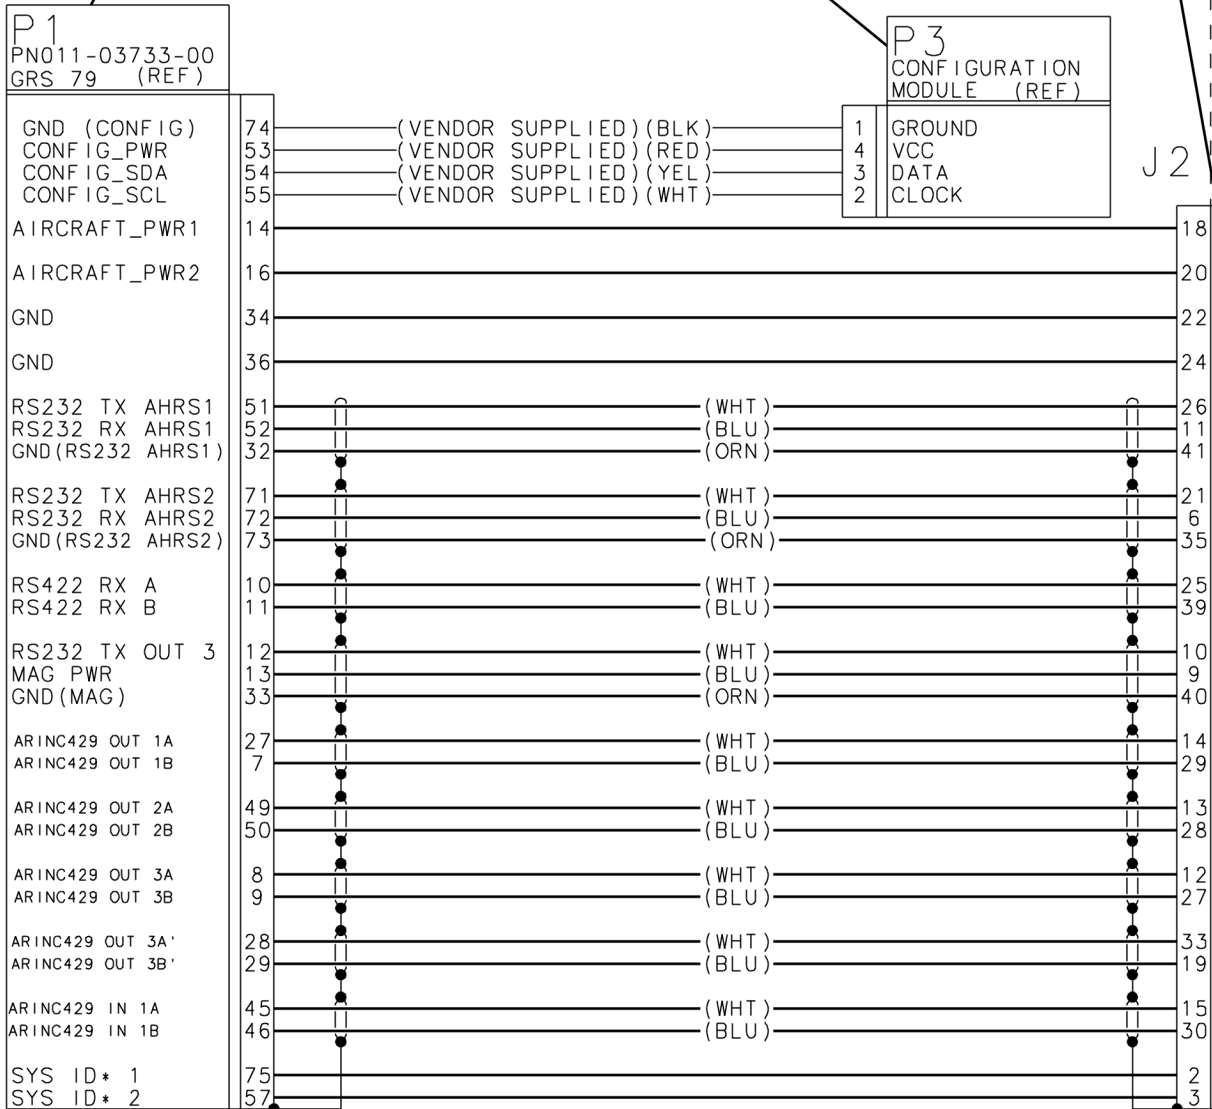 P1
PN011-03733-00
GRS 79 (REF)
P3
CONFIGURATION
MODULE (REF)
J2
GND (CONFIG) 74 (VENDOR SUPPLIED)(BLK) 1 GROUND
CONFIG_PWR 53 (VENDOR SUPPLIED)(RED) 4 VCC
CONFIG_SDA 54 (VENDOR SUPPLIED)(YEL) 3 DATA
CONFIG_SCL 55 (VENDOR SUPPLIED)(WHT) 2 CLOCK
AIRCRAFT_PWR1 14 18
AIRCRAFT_PWR2 16 20
GND 34 22
GND 36 24
RS232 TX AHRS1 51 (WHT) 26
RS232 RX AHRS1 52 (BLU) 11
GND(RS232 AHRS1) 32 (ORN) 41
RS232 TX AHRS2 71 (WHT) 21
RS232 RX AHRS2 72 (BLU) 6
GND(RS232 AHRS2) 73 (ORN) 35
RS422 RX A 10 (WHT) 25
RS422 RX B 11 (BLU) 39
RS232 TX OUT 3 12 (WHT) 10
MAG PWR 13 (BLU) 9
GND(MAG) 33 (ORN) 40
ARINC429 OUT 1A 27 (WHT) 14
ARINC429 OUT 1B 7 (BLU) 29
ARINC429 OUT 2A 49 (WHT) 13
ARINC429 OUT 2B 50 (BLU) 28
ARINC429 OUT 3A 8 (WHT) 12
ARINC429 OUT 3B 9 (BLU) 27
ARINC429 OUT 3A' 28 (WHT) 33
ARINC429 OUT 3B' 29 (BLU) 19
ARINC429 IN 1A 45 (WHT) 15
ARINC429 IN 1B 46 (BLU) 30
SYS ID* 1 75 2
SYS ID* 2 57 3